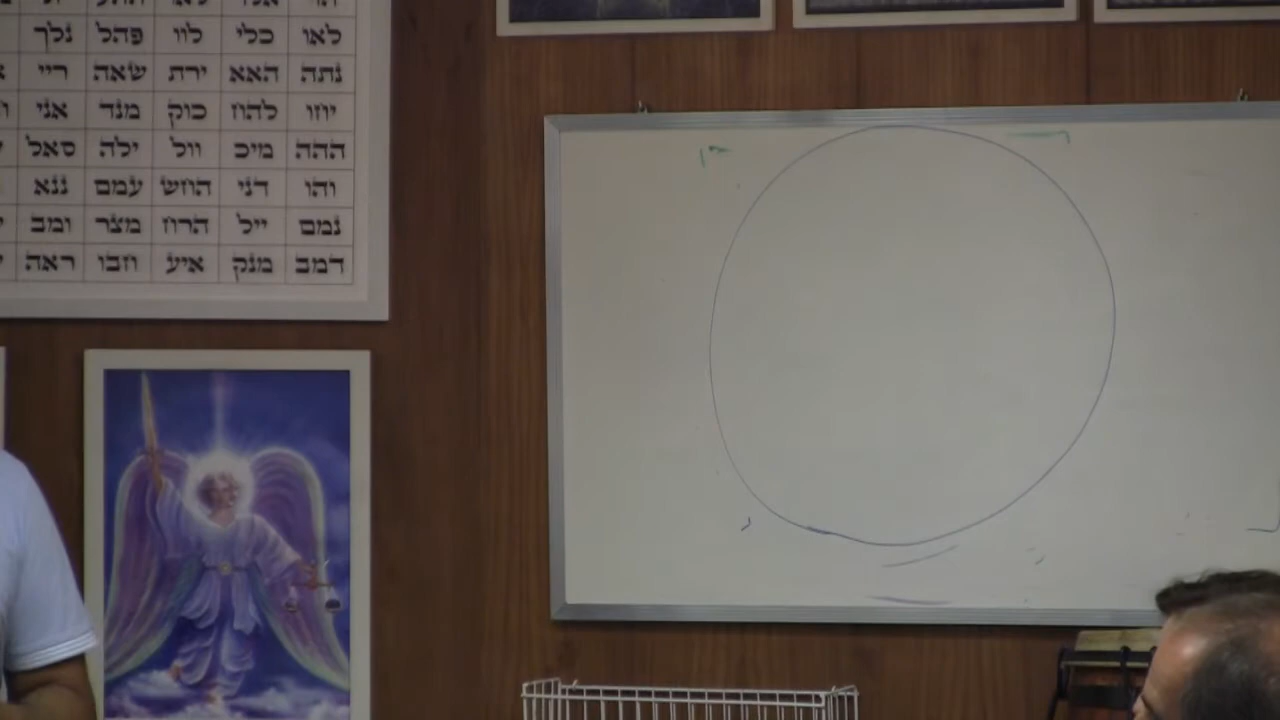 לאו כלי לוו פהל נלך
נתה האא ירת שאה ריי
יחו להח כוק מנד אני
ההה מיכ וול ילה סאל
והו דני החש עמם ננא
נמם ייל הרח מצר ומב
דמב מנק איע חבו ראה